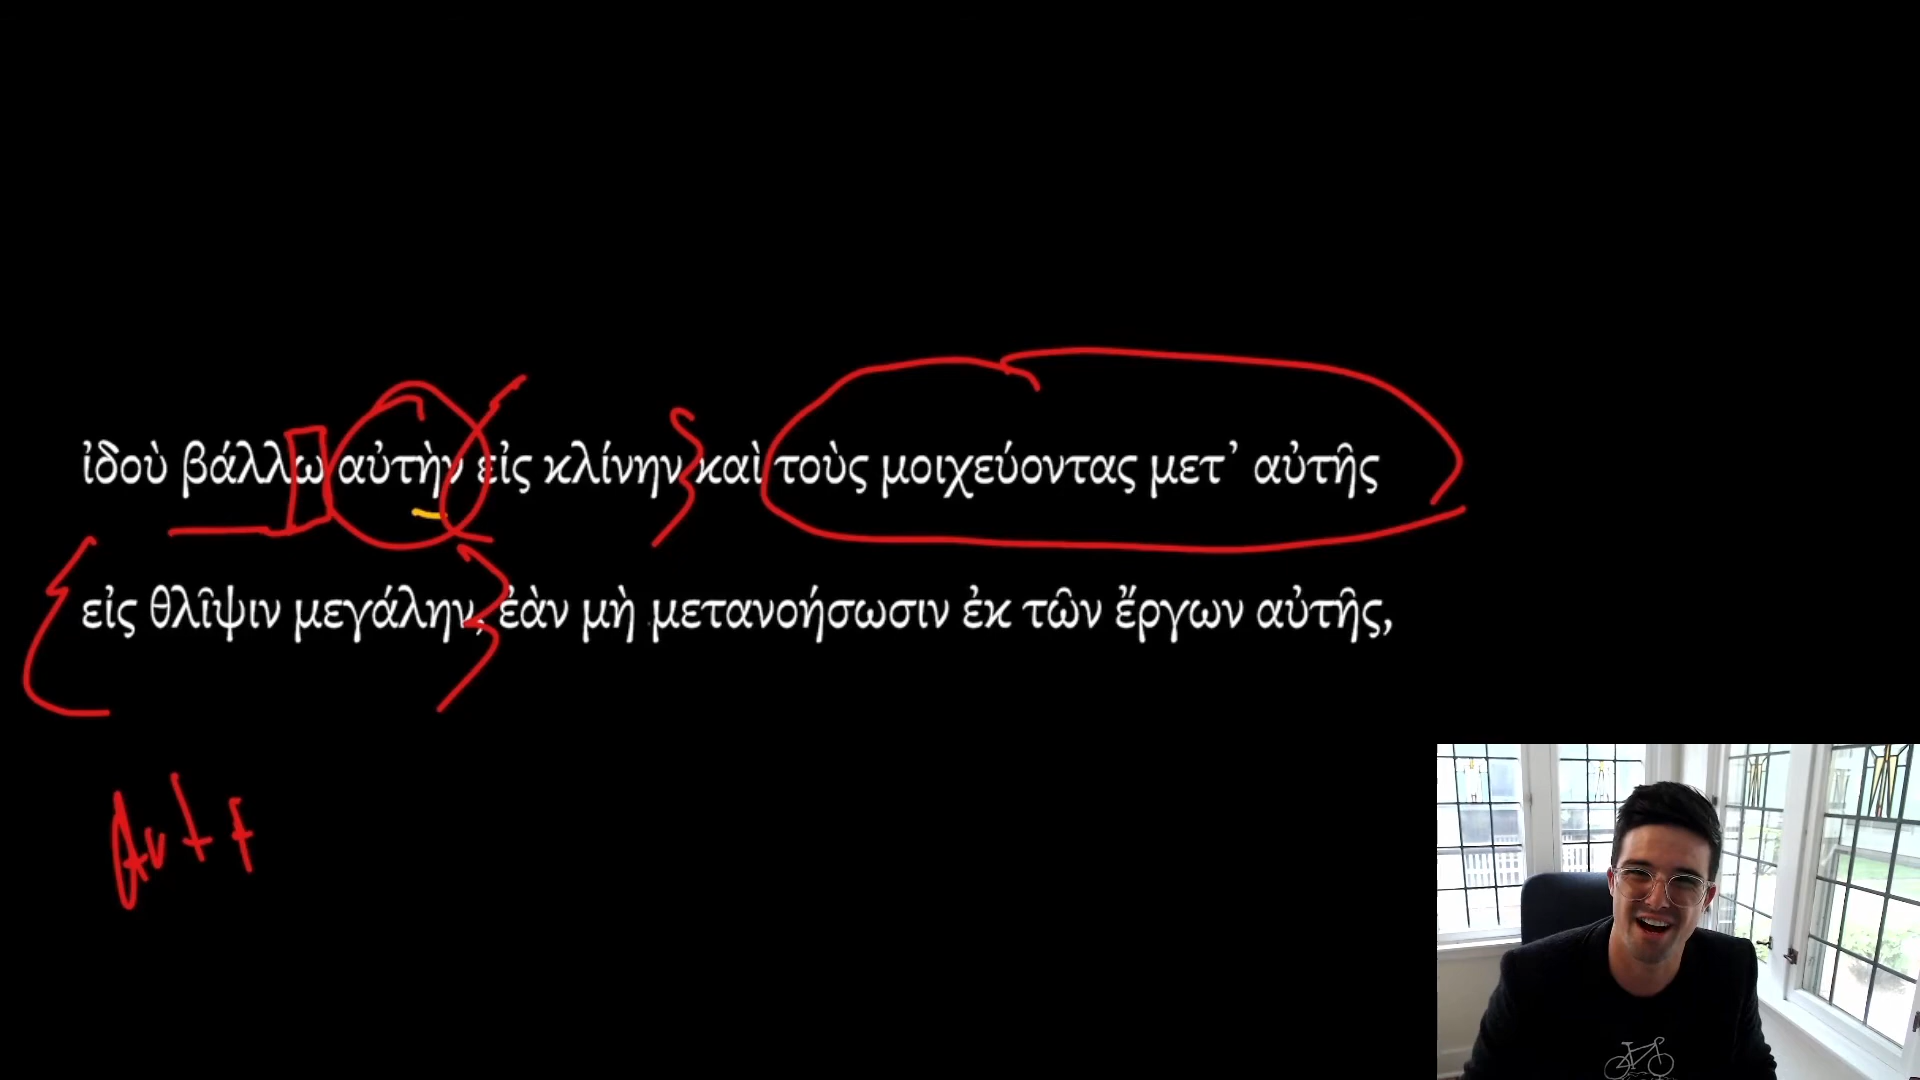 ἰδοὺ βάλλω αὐτὴν εἰς κλίνην καὶ τοὺς μοιχεύοντας μετ᾽ αὐτῆς
εἰς θλῖψιν μεγάλην, ἐὰν μὴ μετανοήσωσιν ἐκ τῶν ἔργων αὐτῆς,